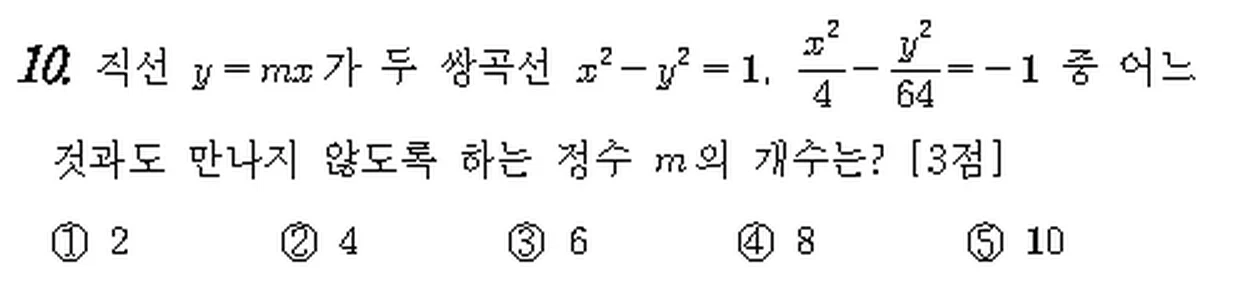 10. 직선 y = mx가 두 쌍곡선 x² − y² = 1, x²/4 − y²/64 = −1 중 어느
것과도 만나지 않도록 하는 정수 m의 개수는? [3점]
① 2 ② 4 ③ 6 ④ 8 ⑤ 10